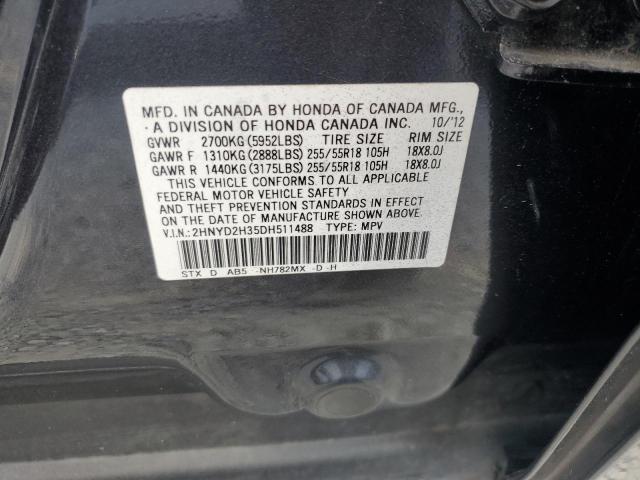 MFD. IN CANADA BY HONDA OF CANADA MFG.,
A DIVISION OF HONDA CANADA INC. 10/'12
GVWR 2700KG(5952LBS) TIRE SIZE RIM SIZE
GAWR F 1310KG(2888LBS) 255/55R18 105H 18X8.0J
GAWR R 1440KG(3175LBS) 255/55R18 105H 18X8.0J
THIS VEHICLE CONFORMS TO ALL APPLICABLE
FEDERAL MOTOR VEHICLE SAFETY
AND THEFT PREVENTION STANDARDS IN EFFECT
ON THE DATE OF MANUFACTURE SHOWN ABOVE.
V.I.N.: 2HNYD2H35DH511488 TYPE: MPV
STX D AB5 -NH782MX -D -H